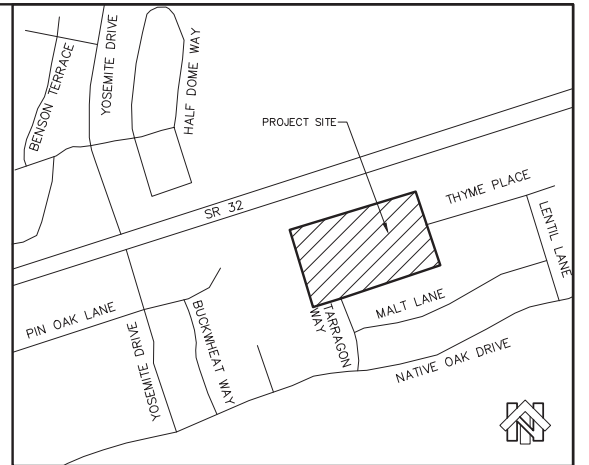 BENSON TERRACE
YOSEMITE DRIVE
HALF DOME WAY
PROJECT SITE
SR 32
THYME PLACE
LENTIL LANE
PIN OAK LANE
YOSEMITE DRIVE
BUCKWHEAT WAY
TARRAGON
WAY
MALT LANE
NATIVE OAK DRIVE
N